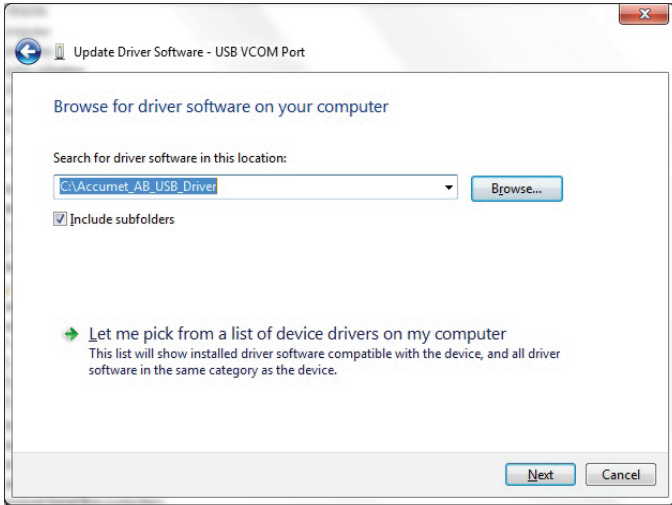 Update Driver Software - USB VCOM Port
Browse for driver software on your computer
Search for driver software in this location:
C:\Accumet_AB_USB_Driver
Browse...
Include subfolders
Let me pick from a list of device drivers on my computer
This list will show installed driver software compatible with the device, and all driver
software in the same category as the device.
Next
Cancel